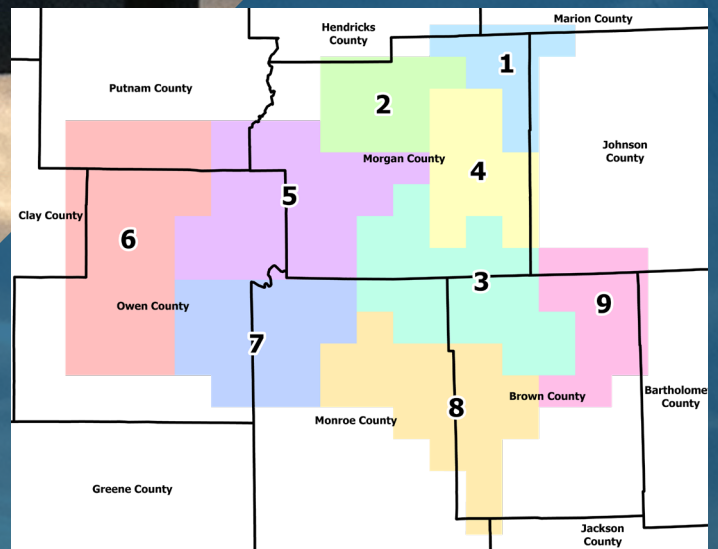 Marion County
Hendricks
County
1
Putnam County
2
Johnson
County
Morgan County
4
5
Clay County
6
3
9
Owen County
7
Bartholome
County
Brown County
8
Monroe County
Greene County
Jackson
County